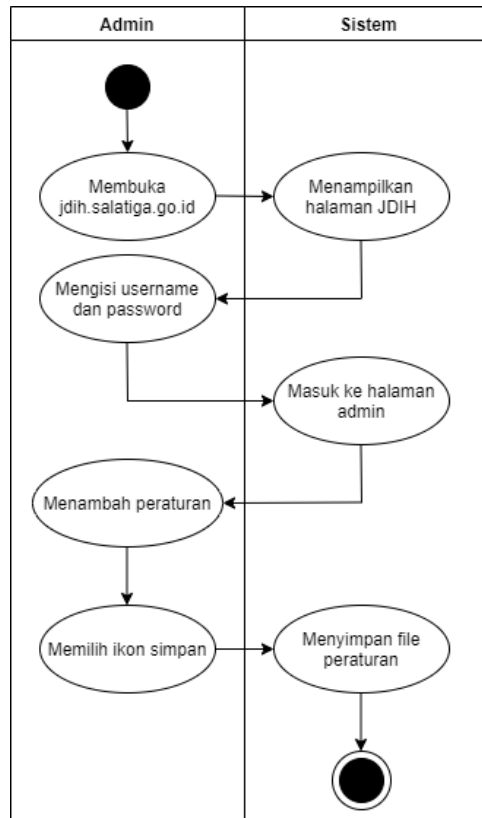 Admin
Sistem
Membuka
jdih.salatiga.go.id
Menampilkan
halaman JDIH
Mengisi username
dan password
Masuk ke halaman
admin
Menambah peraturan
Memilih ikon simpan
Menyimpan file
peraturan